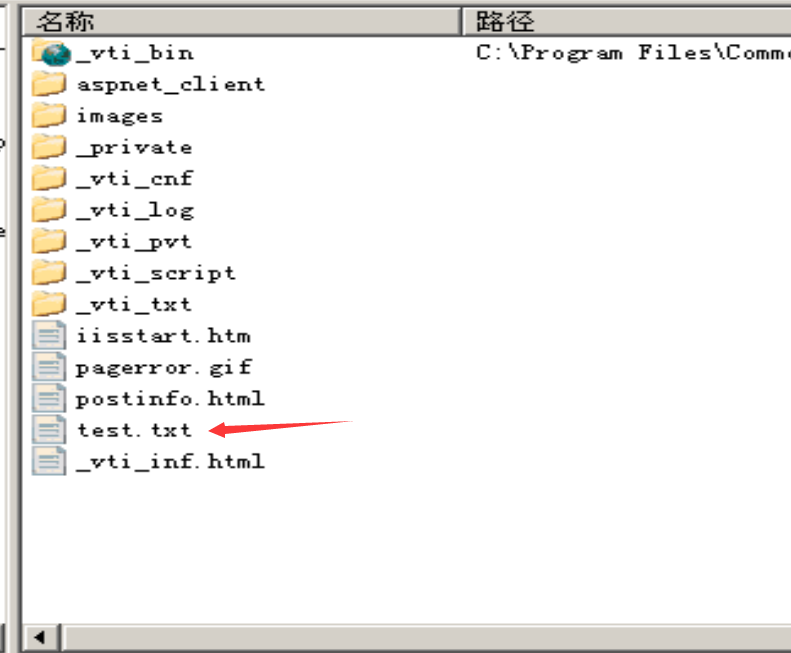 名称 路径
_vti_bin C:\Program Files\Comm
aspnet_client
images
_private
_vti_cnf
_vti_log
_vti_pvt
_vti_script
_vti_txt
iisstart.htm
pagerror.gif
postinfo.html
test.txt
_vti_inf.html